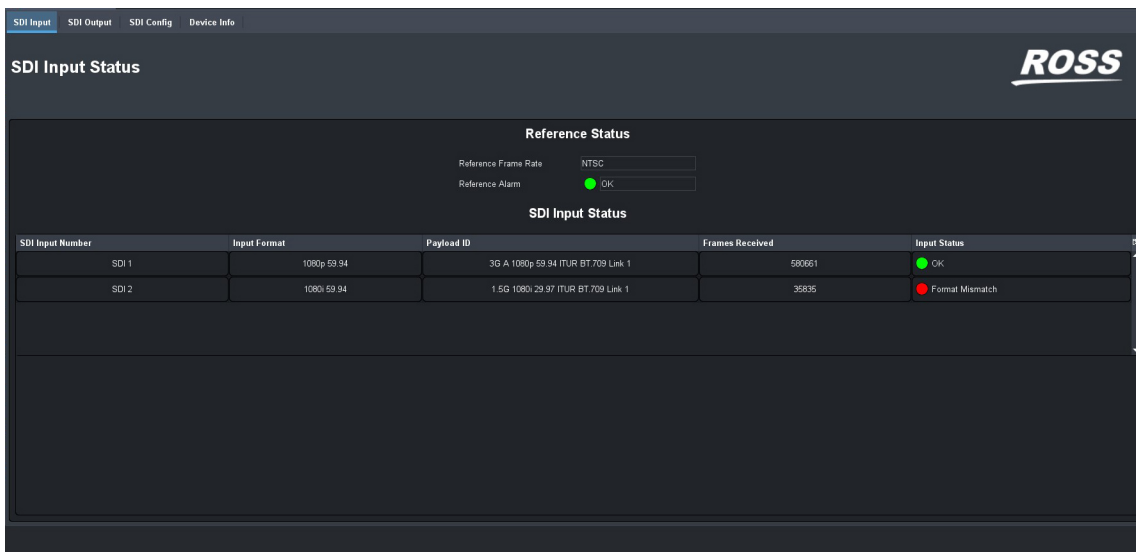 SDI Input SDI Output SDI Config Device Info
SDI Input Status
ROSS
Reference Status
Reference Frame Rate NTSC
Reference Alarm OK
SDI Input Status
SDI Input Number Input Format Payload ID Frames Received Input Status
SDI 1 1080p 59.94 3G A 1080p 59.94 ITUR BT.709 Link 1 580661 OK
SDI 2 1080i 59.94 1.5G 1080i 29.97 ITUR BT.709 Link 1 35835 Format Mismatch